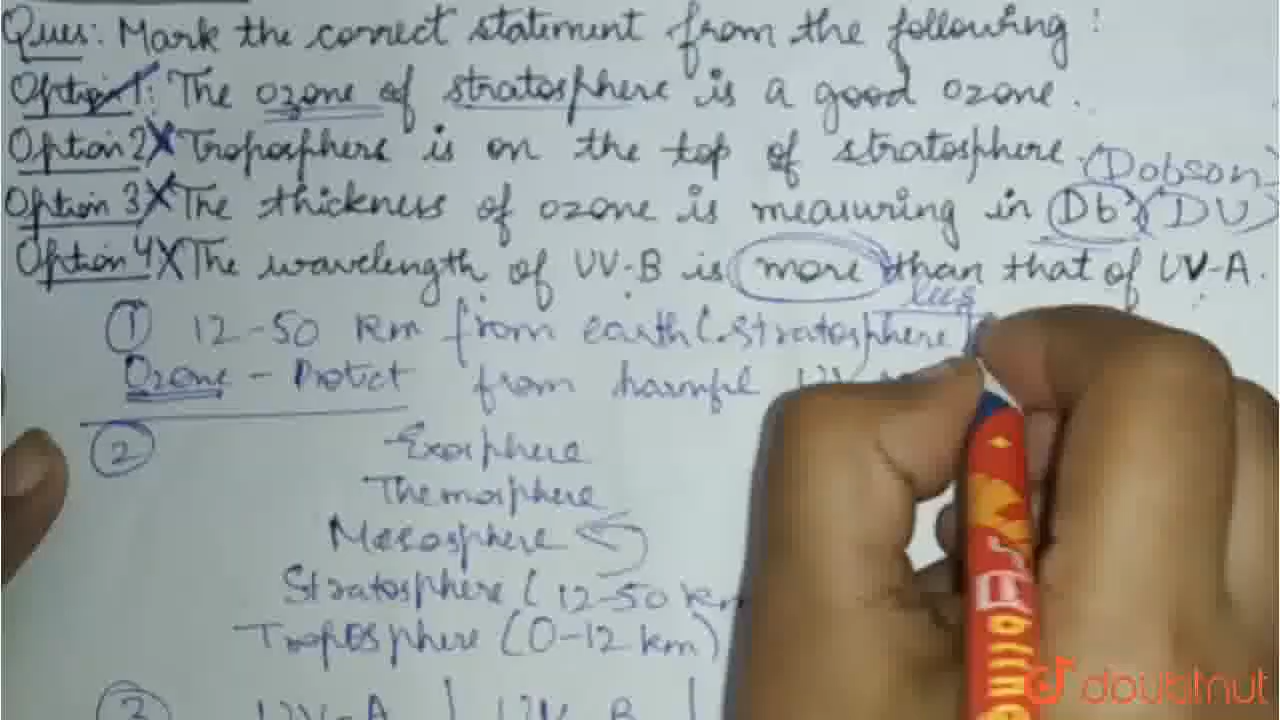 Ques: Mark the correct statement from the following:
Option 1: The ozone of stratosphere is a good ozone.
Option 2 X Troposphere is on the top of stratosphere.
(Dobson
Option 3 X The thickness of ozone is measuring in (Db) (DU)
Option 4 X The wavelength of UV-B is more than that of UV-A.
less
① 12-50 km from earth (stratosphere)
Ozone - Protect from harmful UV
② Exosphere
Themosphere
Mesosphere
Stratosphere (12-50 km
Troposphere (0-12 km)
③ UV-A | UV-B |
doubtnut